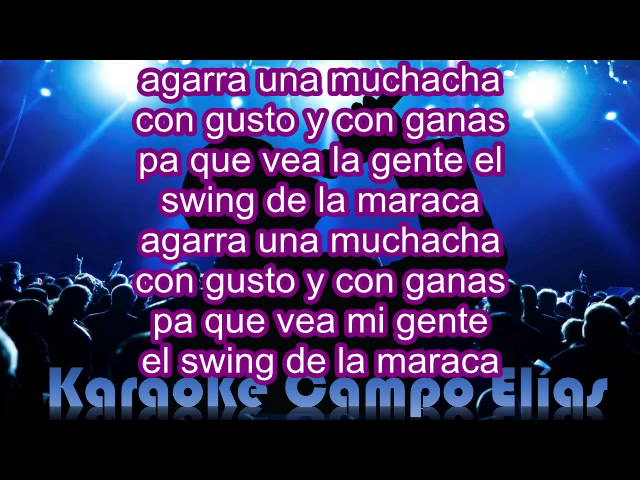 agarra una muchacha
con gusto y con ganas
pa que vea la gente el
swing de la maraca
agarra una muchacha
con gusto y con ganas
pa que vea mi gente
el swing de la maraca
Karaoke Campo Elias